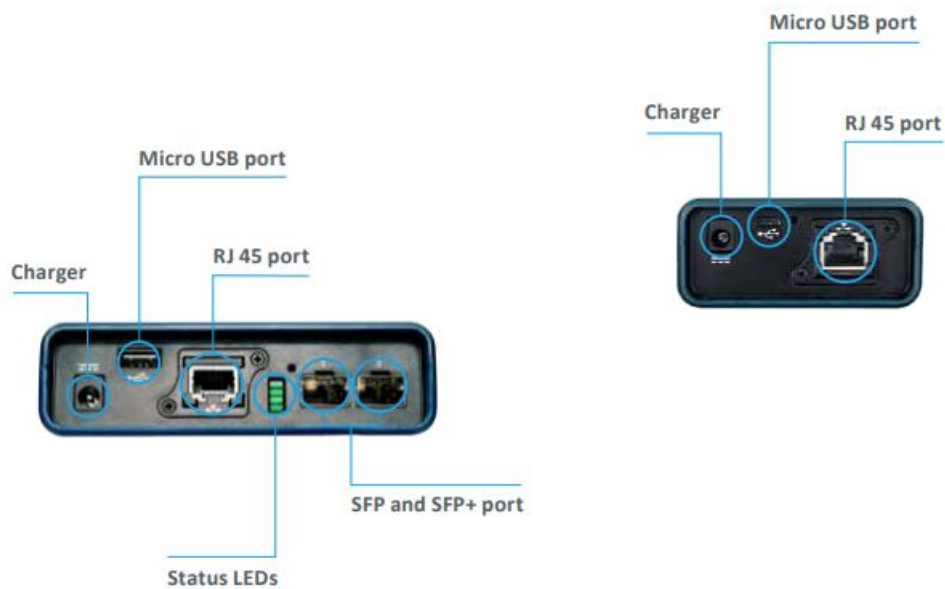 Micro USB port
Charger
RJ 45 port
Micro USB port
RJ 45 port
Charger
SFP and SFP+ port
Status LEDs